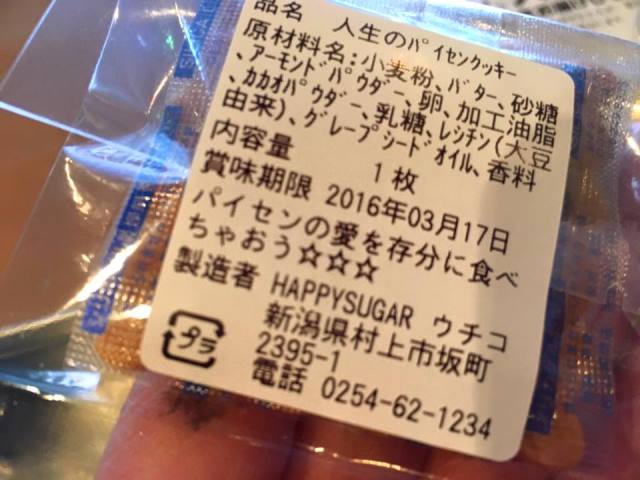 品名 人生のパイセンクッキー
原材料名:小麦粉、バター、砂糖
、アーモンドパウダー、卵、加工油脂
、カカオパウダー、乳糖、レシチン(大豆
由来)、グレープシードオイル、香料
内容量 1枚
賞味期限 2016年03月17日
パイセンの愛を存分に食べ
ちゃおう☆☆☆
製造者 HAPPYSUGAR ウチコ
新潟県村上市坂町
2395-1
電話 0254-62-1234
プラ